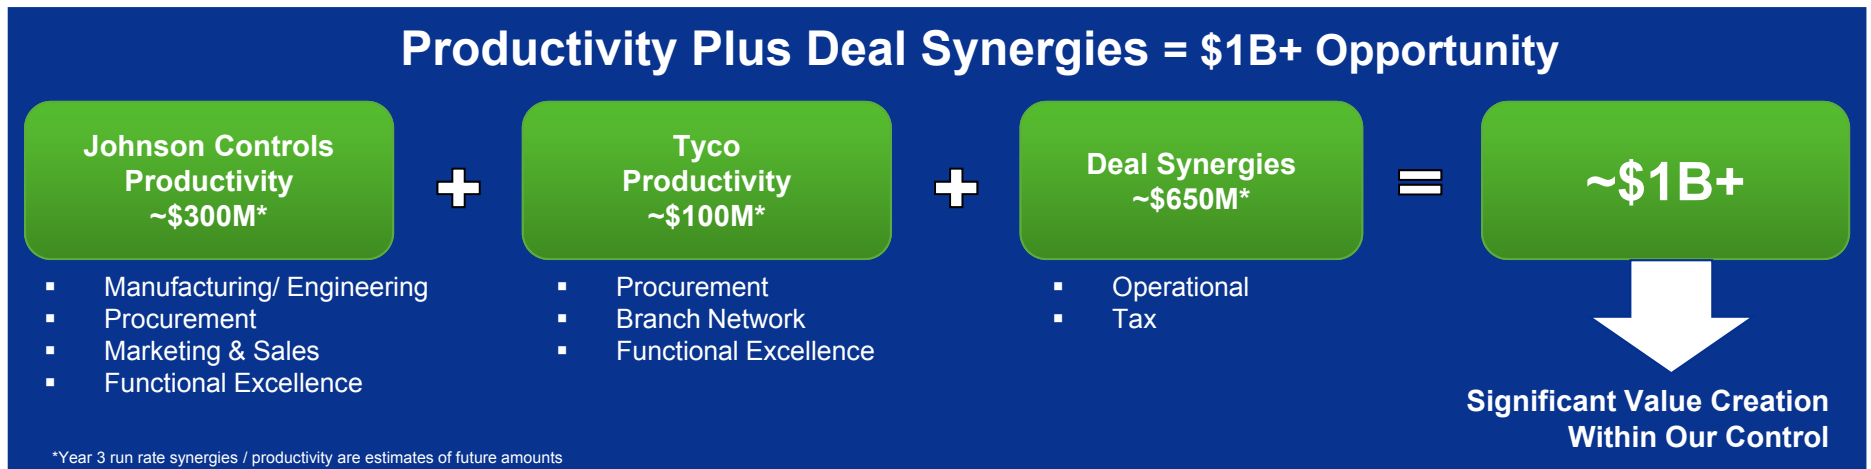 Productivity Plus Deal Synergies = $1B+ Opportunity
Johnson Controls
Productivity
~$300M*
+
Tyco
Productivity
~$100M*
+
Deal Synergies
~$650M*
=
~$1B+
▪ Manufacturing/ Engineering
▪ Procurement
▪ Marketing & Sales
▪ Functional Excellence
▪ Procurement
▪ Branch Network
▪ Functional Excellence
▪ Operational
▪ Tax
Significant Value Creation
Within Our Control
*Year 3 run rate synergies / productivity are estimates of future amounts